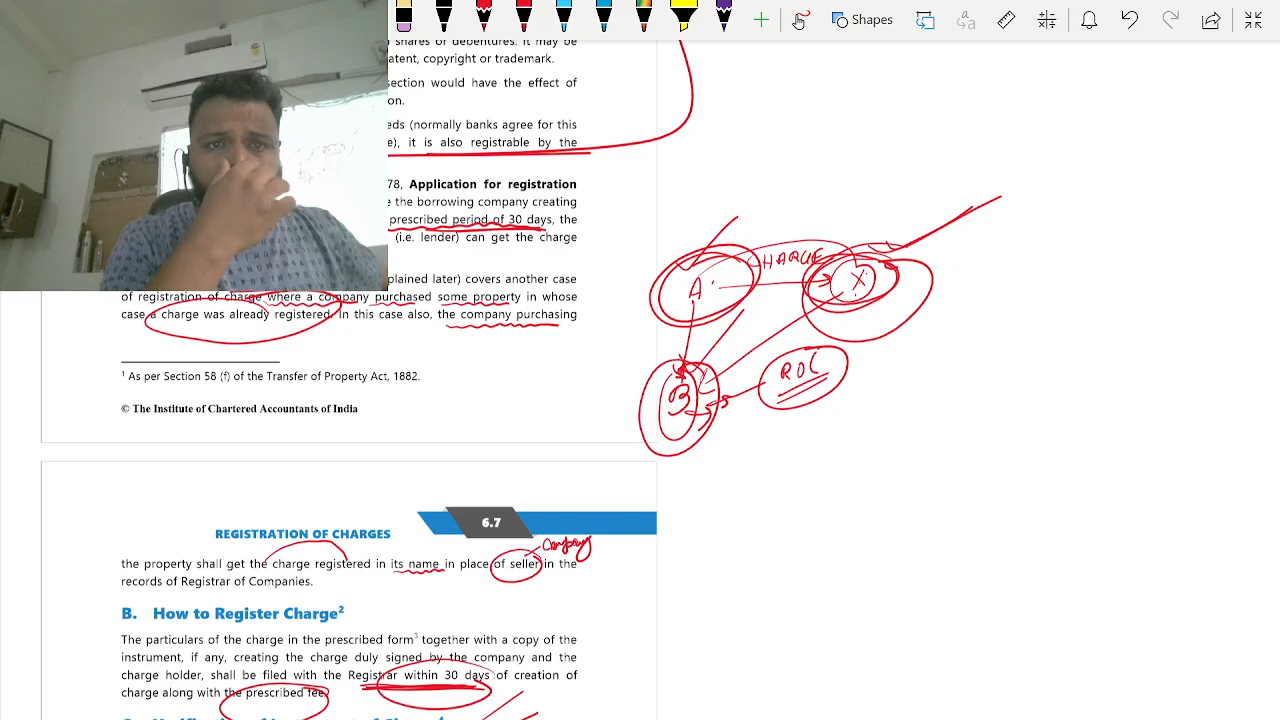 Shapes
shares or debentures. It may be
atent, copyright or trademark.
section would have the effect of
on.
eds (normally banks agree for this
e), it is also registrable by the
78, Application for registration
e the borrowing company creating
prescribed period of 30 days, the
(i.e. lender) can get the charge
plained later) covers another case
of registration of charge where a company purchased some property in whose
case a charge was already registered. In this case also, the company purchasing
1 As per Section 58 (f) of the Transfer of Property Act, 1882.
© The Institute of Chartered Accountants of India
CHARGE
A
X
B
ROC
REGISTRATION OF CHARGES
6.7
company
the property shall get the charge registered in its name in place of seller in the
records of Registrar of Companies.
B. How to Register Charge2
The particulars of the charge in the prescribed form3 together with a copy of the
instrument, if any, creating the charge duly signed by the company and the
charge holder, shall be filed with the Registrar within 30 days of creation of
charge along with the prescribed fee.